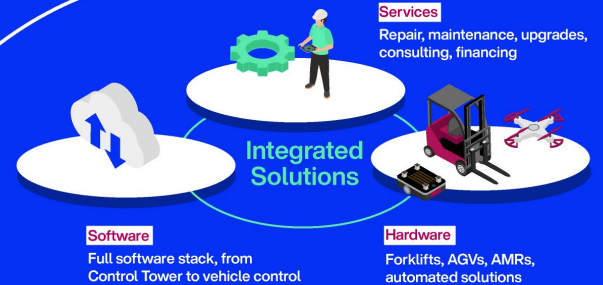 Services
Repair, maintenance, upgrades,
consulting, financing
Integrated
Solutions
Software
Full software stack, from
Control Tower to vehicle control
Hardware
Forklifts, AGVs, AMRs,
automated solutions